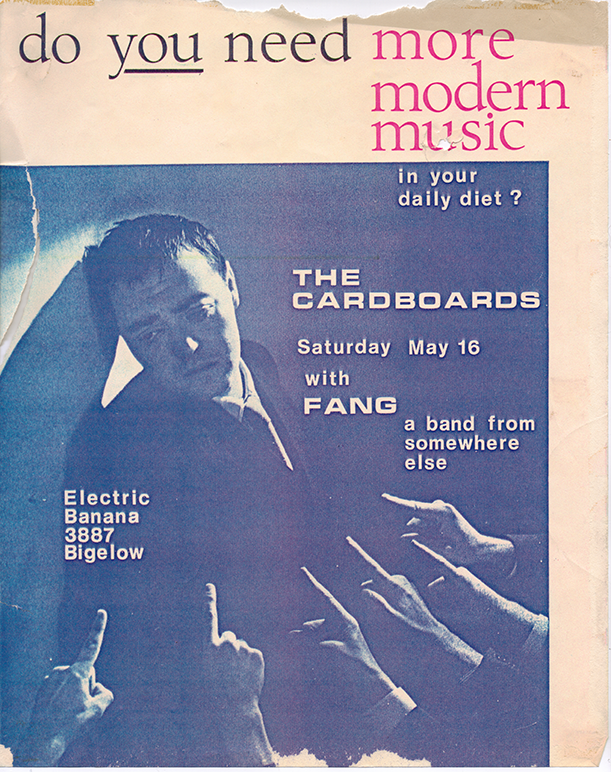 do you need more
modern
music
in your
daily diet ?
THE
CARDBOARDS
Saturday May 16
with
FANG
a band from
somewhere
else
Electric
Banana
3887
Bigelow